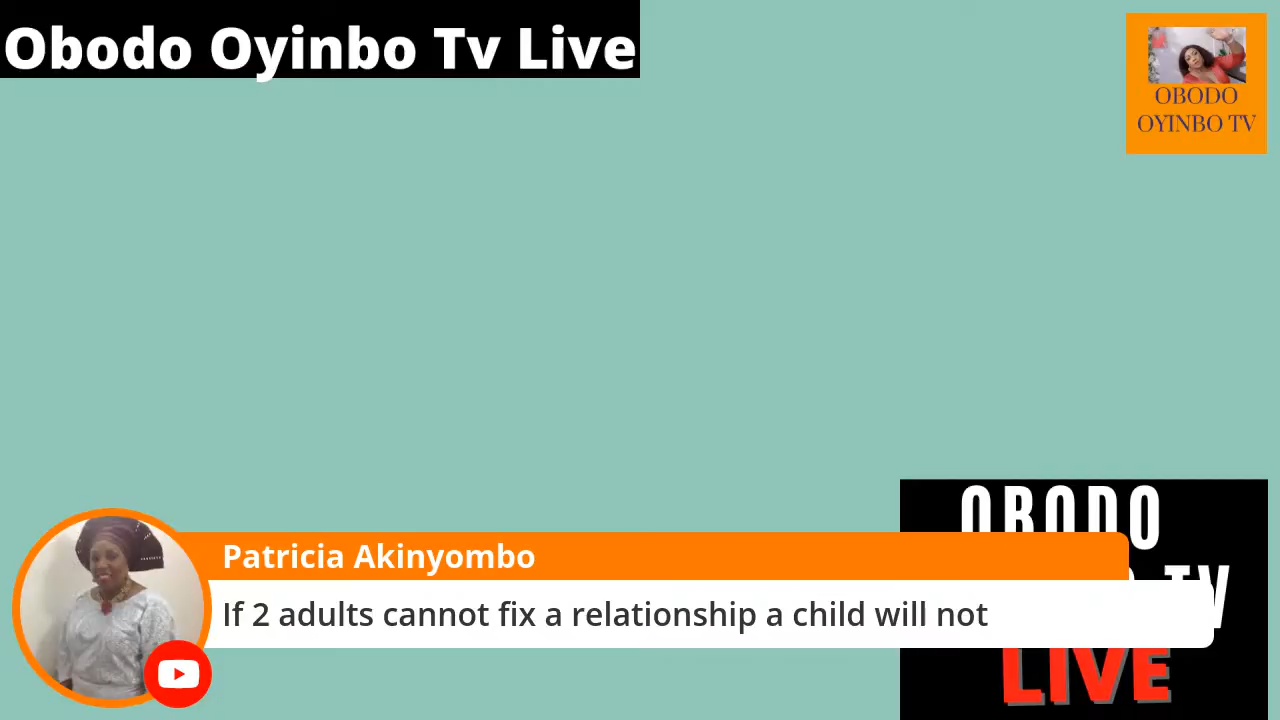 Obodo Oyinbo Tv Live
OBODO
OYINBO TV
OBODO
TV
Patricia Akinyombo
If 2 adults cannot fix a relationship a child will not
LIVE